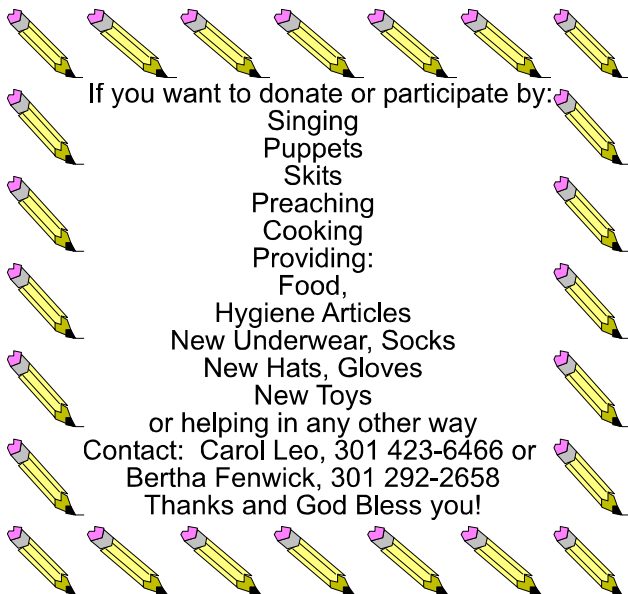 If you want to donate or participate by:
Singing
Puppets
Skits
Preaching
Cooking
Providing:
Food,
Hygiene Articles
New Underwear, Socks
New Hats, Gloves
New Toys
or helping in any other way
Contact:  Carol Leo, 301 423-6466 or
Bertha Fenwick, 301 292-2658
Thanks and God Bless you!